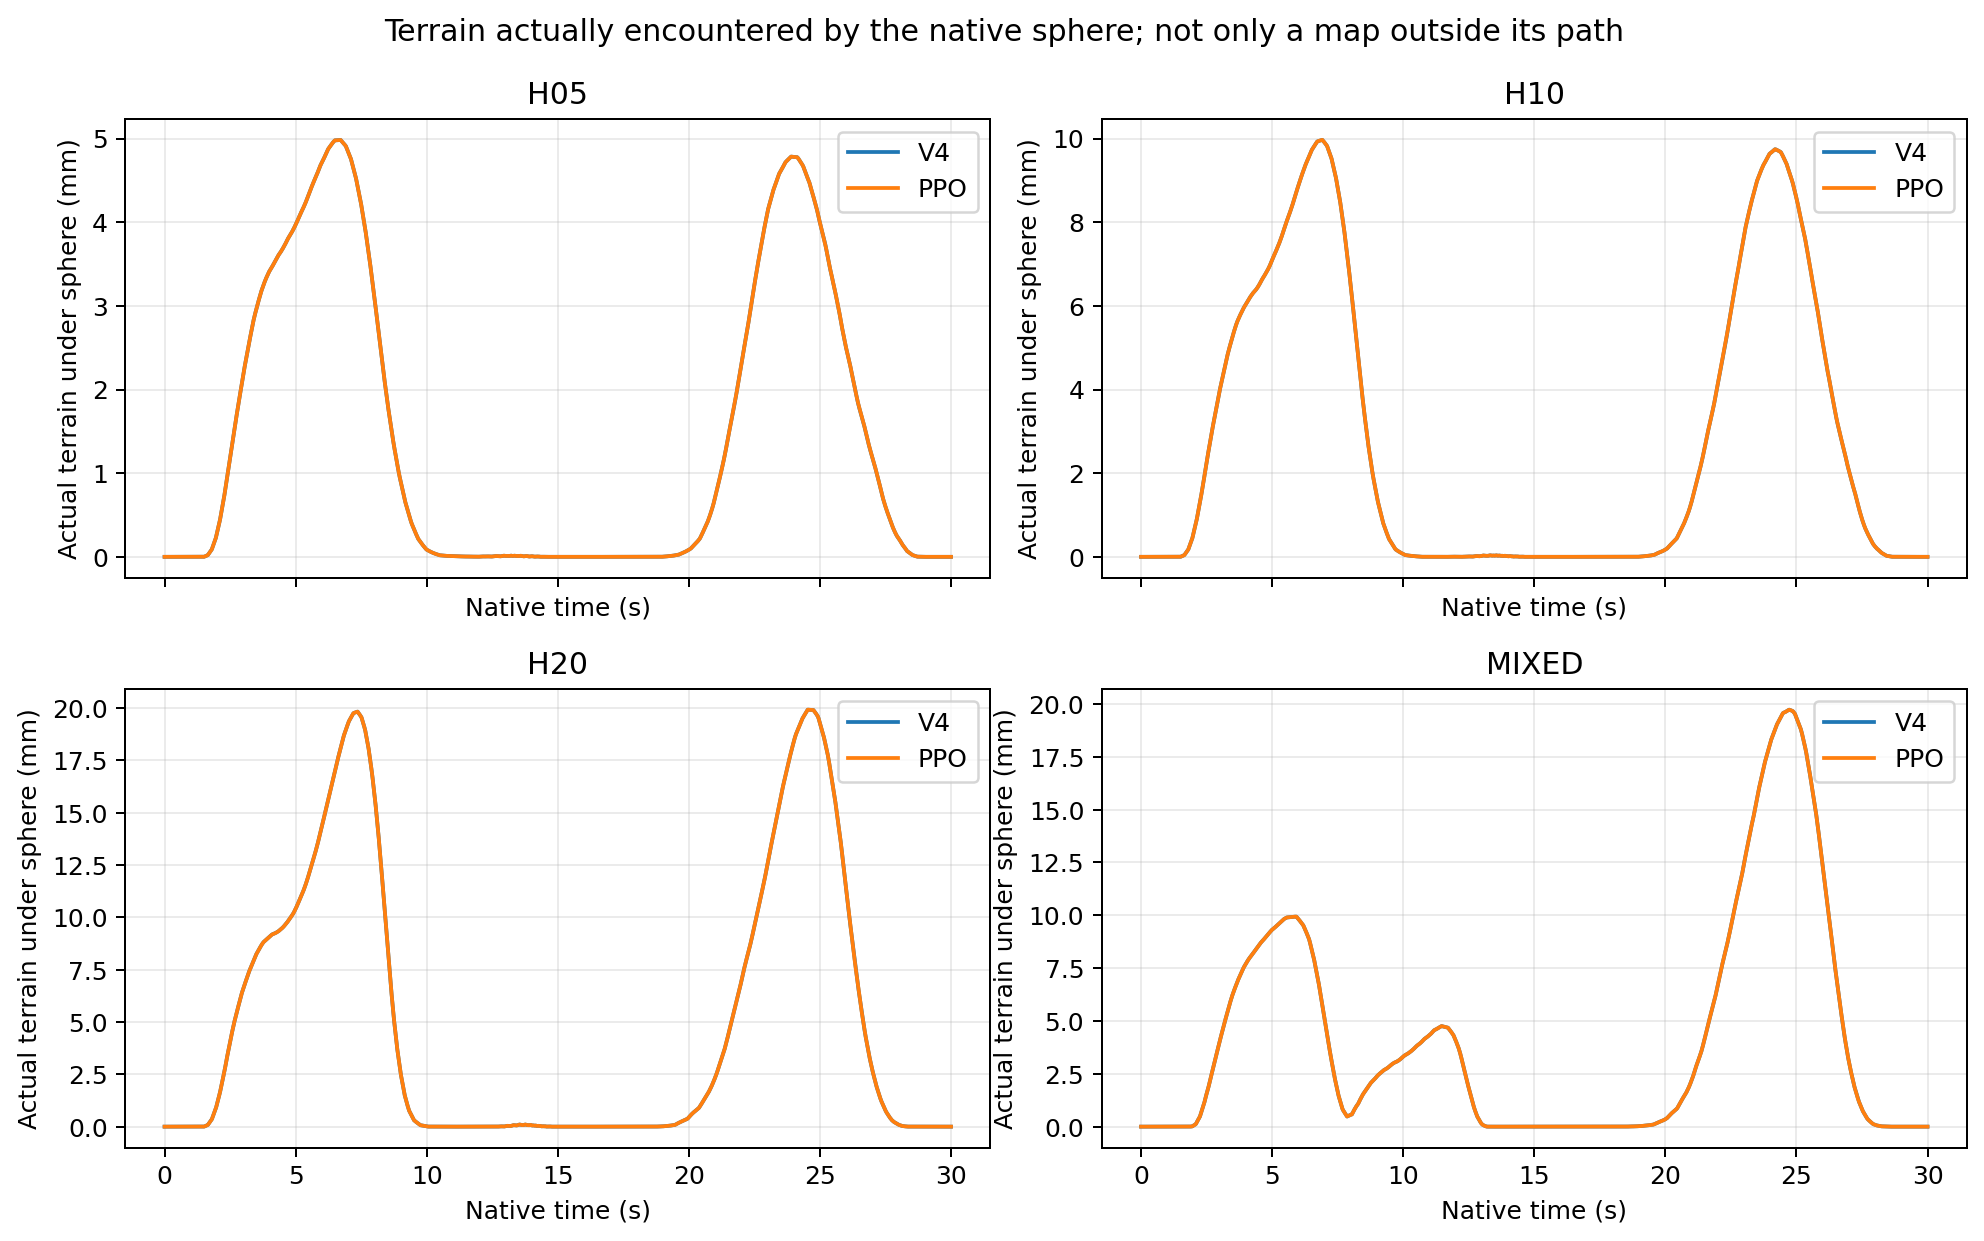 Terrain actually encountered by the native sphere; not only a map outside its path
H05
Actual terrain under sphere (mm)
5
4
3
2
1
0
V4
PPO
Native time (s)
H10
Actual terrain under sphere (mm)
10
8
6
4
2
0
V4
PPO
Native time (s)
H20
Actual terrain under sphere (mm)
20.0
17.5
15.0
12.5
10.0
7.5
5.0
2.5
0.0
V4
PPO
0 5 10 15 20 25 30
Native time (s)
MIXED
Actual terrain under sphere (mm)
20.0
17.5
15.0
12.5
10.0
7.5
5.0
2.5
0.0
V4
PPO
0 5 10 15 20 25 30
Native time (s)